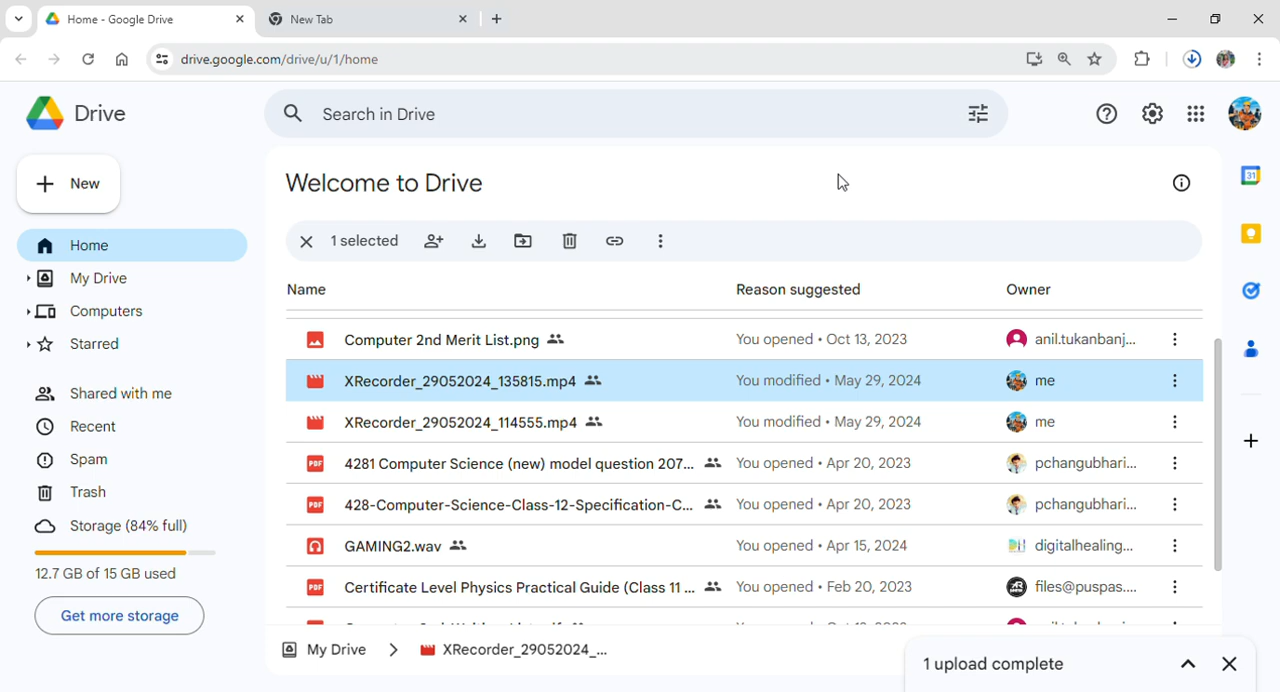 Home - Google Drive
New Tab
drive.google.com/drive/u/1/home
Drive
Search in Drive
31
New
Welcome to Drive
1 selected
Home
My Drive
Computers
Starred
Shared with me
Recent
Spam
Trash
Storage (84% full)
12.7 GB of 15 GB used
Get more storage
Name Reason suggested Owner
Computer 2nd Merit List.png You opened • Oct 13, 2023 anil.tukanbanj...
XRecorder_29052024_135815.mp4 You modified • May 29, 2024 me
XRecorder_29052024_114555.mp4 You modified • May 29, 2024 me
PDF 4281 Computer Science (new) model question 207... You opened • Apr 20, 2023 pchangubhari...
PDF 428-Computer-Science-Class-12-Specification-C... You opened • Apr 20, 2023 pchangubhari...
GAMING2.wav You opened • Apr 15, 2024 digitalhealing...
PDF Certificate Level Physics Practical Guide (Class 11 ... You opened • Feb 20, 2023 files@puspas....
My Drive XRecorder_29052024_...
1 upload complete